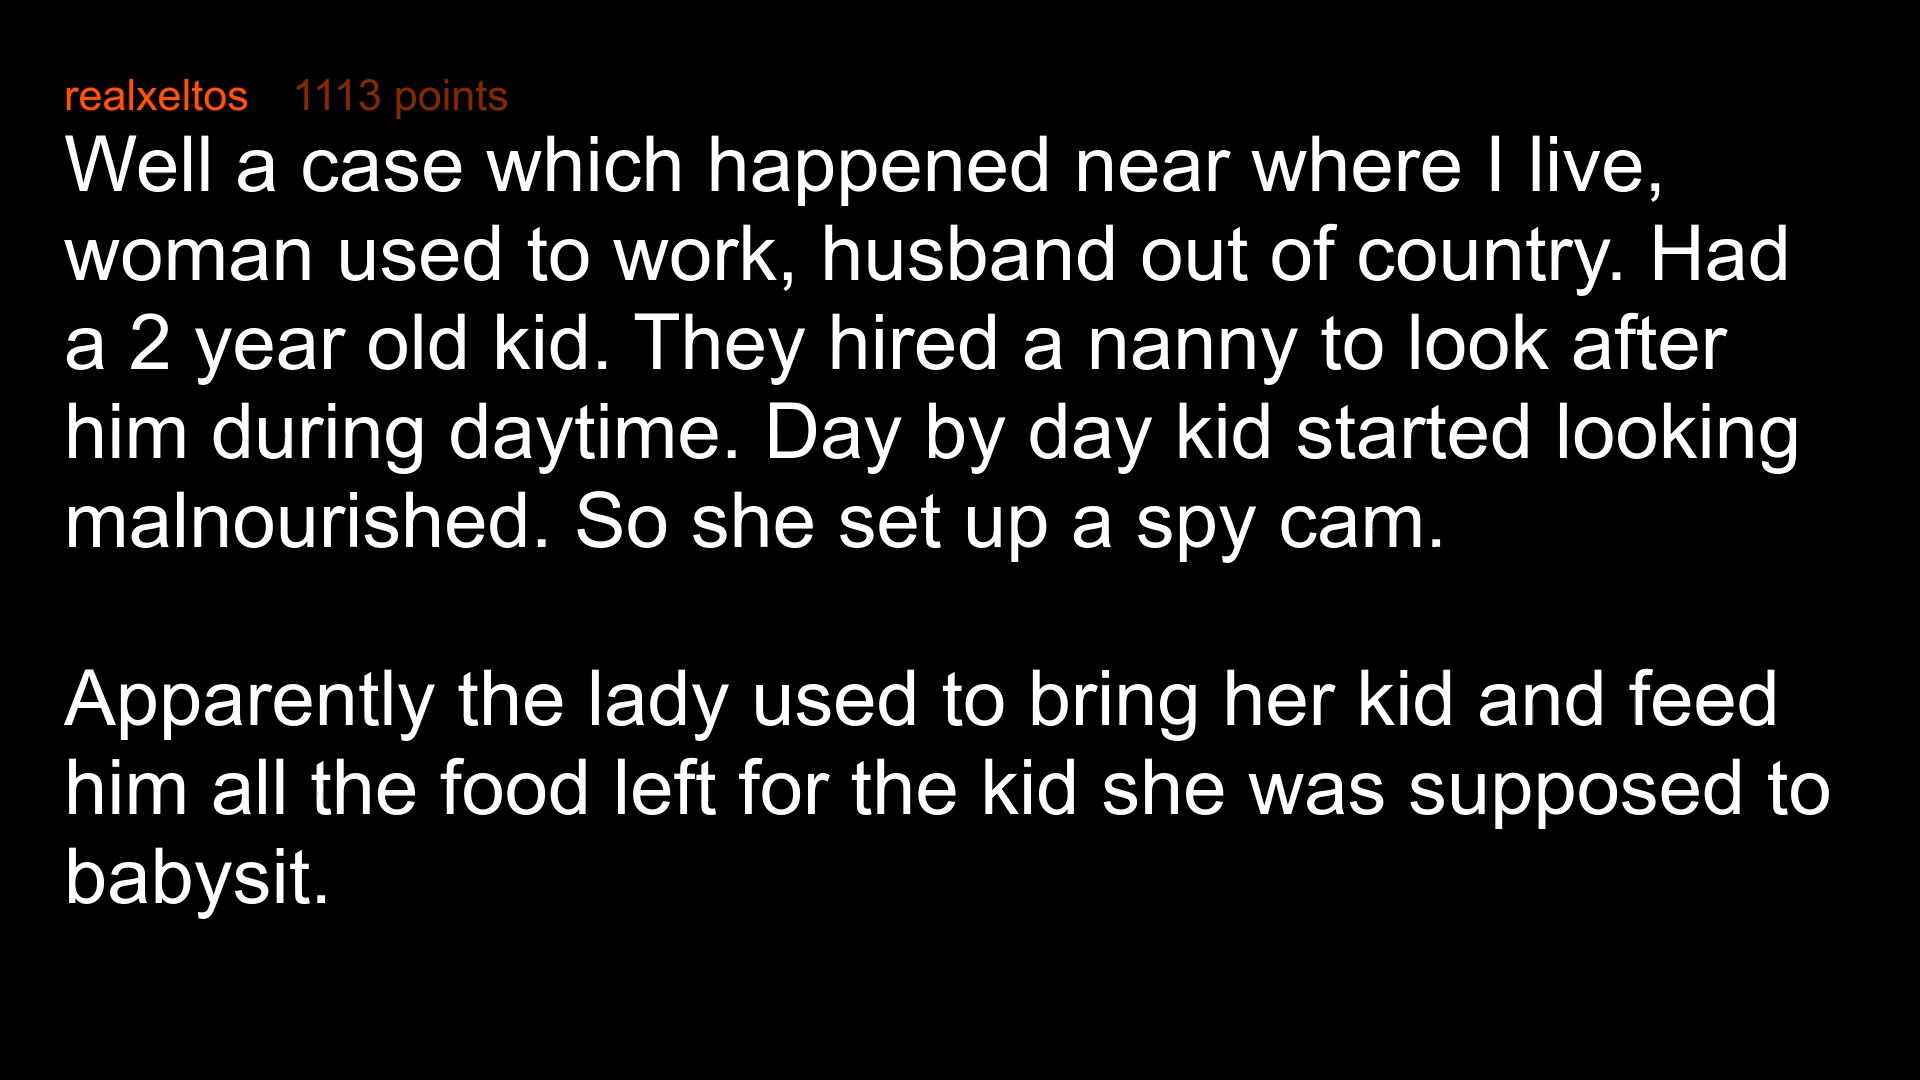 realxeltos 1113 points
Well a case which happened near where I live,
woman used to work, husband out of country. Had
a 2 year old kid. They hired a nanny to look after
him during daytime. Day by day kid started looking
malnourished. So she set up a spy cam.
Apparently the lady used to bring her kid and feed
him all the food left for the kid she was supposed to
babysit.